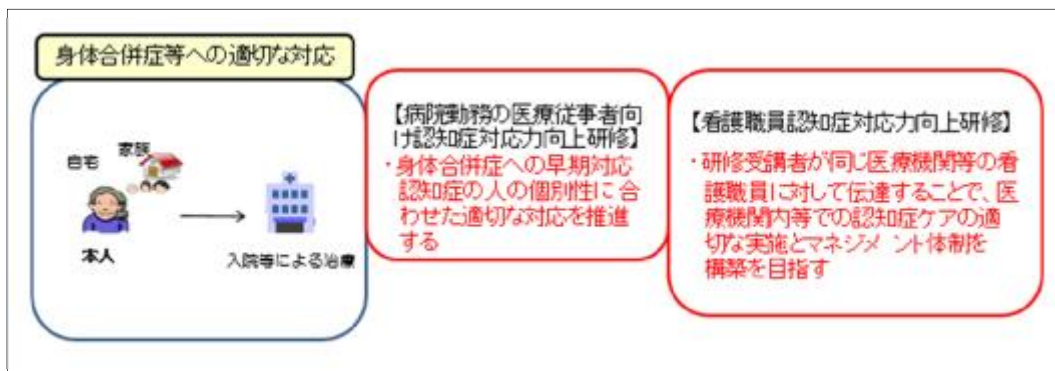 身体合併症等への適切な対応
自宅
家族
本人
入院等による治療
【病院勤務の医療従事者向
け認知症対応力向上研修】
・身体合併症への早期対応
認知症の人の個別性に合
わせた適切な対応を推進
する
【看護職員認知症対応力向上研修】
・研修受講者が同じ医療機関等の看
護職員に対して伝達することで、医
療機関内等での認知症ケアの適
切な実施とマネジメント体制を
構築を目指す